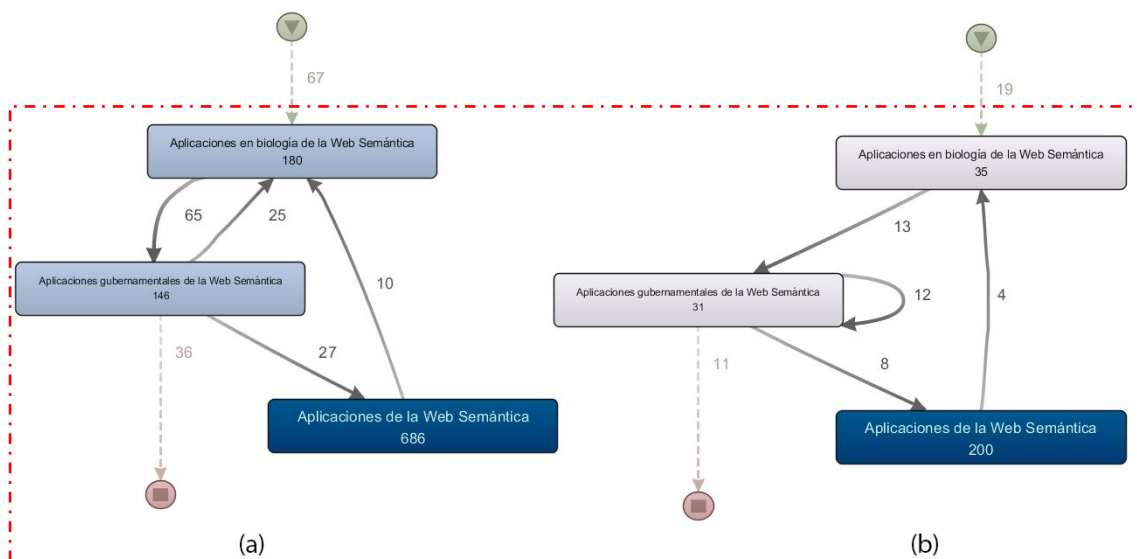 67
Aplicaciones en biología de la Web Semántica
180
65
25
Aplicaciones gubernamentales de la Web Semántica
146
10
36
27
Aplicaciones de la Web Semántica
686
(a)
19
Aplicaciones en biología de la Web Semántica
35
13
Aplicaciones gubernamentales de la Web Semántica
31
12
4
11
8
Aplicaciones de la Web Semántica
200
(b)